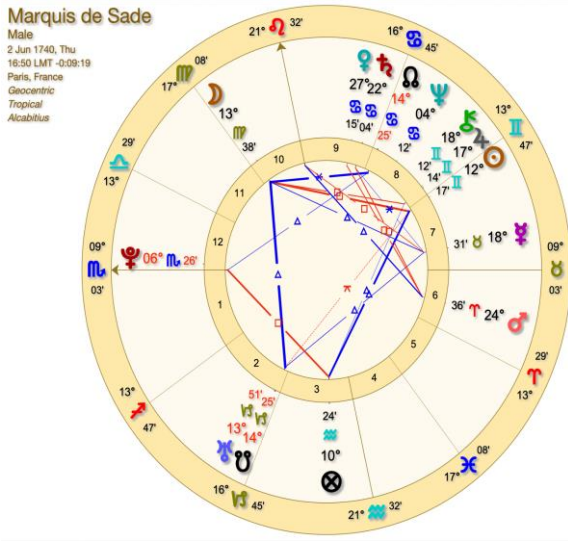 Marquis de Sade
Male
2 Jun 1740, Thu
16:50 LMT -0:09:19
Paris, France
Geocentric
Tropical
Alcabitius
21° ♌ 32'
16° ♋ 45'
17° ♍ 08'
☽
13°
♍
38'
♀ ♄ ☊ ♆
27° 22° 14° 04°
♋ ♋ ♋ ♋
15' 04' 25' 12'
⚷ ♃ ☉
18° 17° 12°
♊ ♊ ♊
12' 14' 17'
13° ♊ 47'
29' ♎ 13°
10 9 8
11 7
12 6
1 5
2 3 4
31' ♉ 18° ☿
09° ♏ 03'
♇ 06° ♏ 26'
09° ♉ 03'
36' ♈ 24° ♂
29' ♈ 13°
13° ♐ 47'
51' 25'
♑ ♑
13° 14°
♅ ☋
24'
♒
10°
⊗
16° ♑ 45'
21° ♒ 32'
17° ♓ 08'